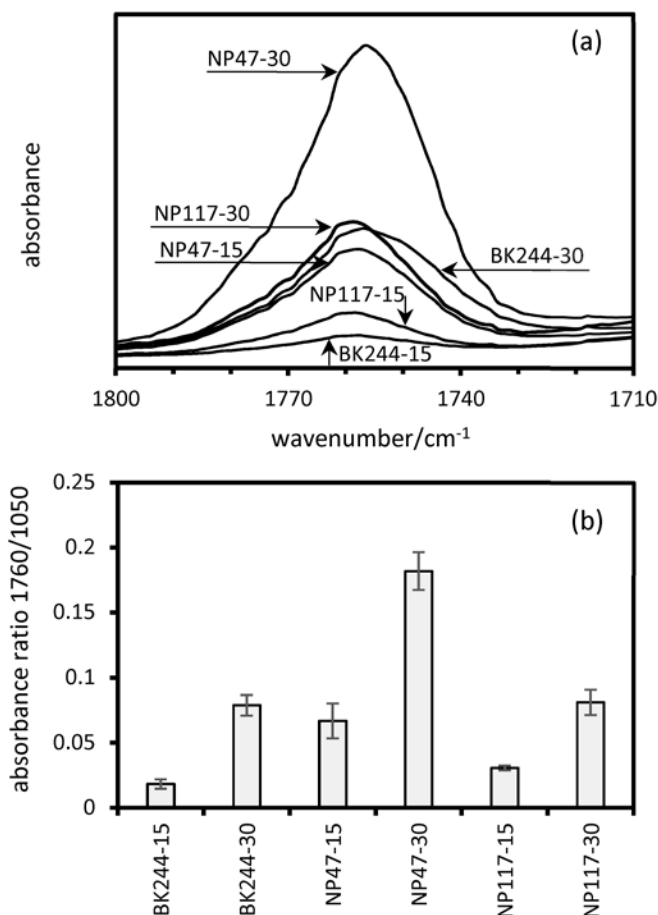 (a)
NP47-30
absorbance
NP117-30
NP47-15
BK244-30
NP117-15
BK244-15
1800
1770
1740
1710
wavenumber/cm⁻¹
(b)
absorbance ratio 1760/1050
0.25
0.2
0.15
0.1
0.05
0
BK244-15
BK244-30
NP47-15
NP47-30
NP117-15
NP117-30